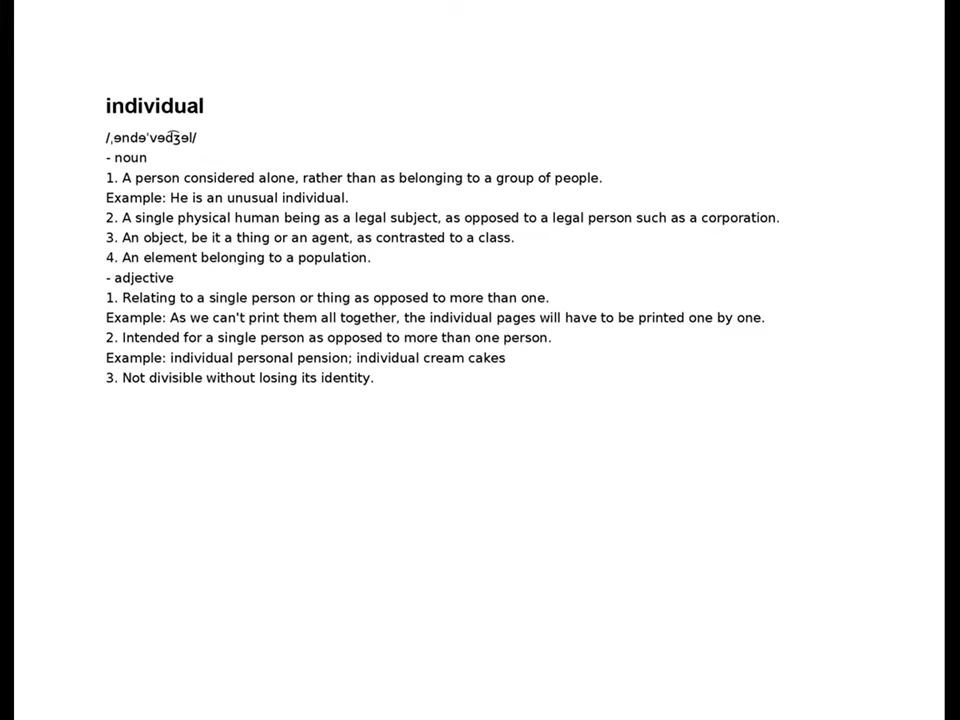 individual
/ˌɘndɘˈvɘd͡ʒɘl/
- noun
1. A person considered alone, rather than as belonging to a group of people.
Example: He is an unusual individual.
2. A single physical human being as a legal subject, as opposed to a legal person such as a corporation.
3. An object, be it a thing or an agent, as contrasted to a class.
4. An element belonging to a population.
- adjective
1. Relating to a single person or thing as opposed to more than one.
Example: As we can't print them all together, the individual pages will have to be printed one by one.
2. Intended for a single person as opposed to more than one person.
Example: individual personal pension; individual cream cakes
3. Not divisible without losing its identity.